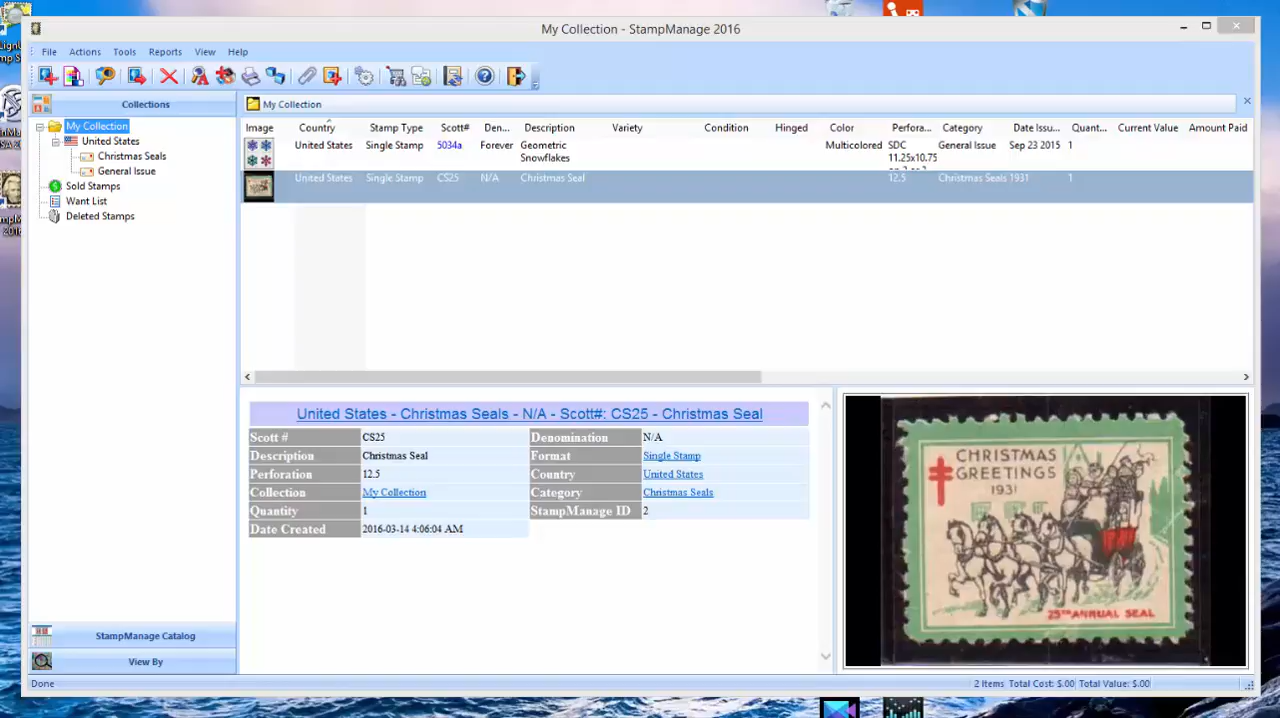 My Collection - StampManage 2016
File Actions Tools Reports View Help
Collections
My Collection
Image Country Stamp Type Scott# Den... Description Variety Condition Hinged Color Perfora... Category Date Issu... Quant... Current Value Amount Paid
United States Single Stamp 5034a Forever Geometric Multicolored SDC General Issue Sep 23 2015 1
Snowflakes 11.25x10.75
United States Single Stamp CS25 N/A Christmas Seal 12.5 Christmas Seals 1931 1
My Collection
United States
Christmas Seals
General Issue
Sold Stamps
Want List
Deleted Stamps
United States - Christmas Seals - N/A - Scott#: CS25 - Christmas Seal
Scott # CS25 Denomination N/A
Description Christmas Seal Format Single Stamp
Perforation 12.5 Country United States
Collection My Collection Category Christmas Seals
Quantity 1 StampManage ID 2
Date Created 2016-03-14 4:06:04 AM
CHRISTMAS
GREETINGS
1931
25TH ANNUAL SEAL
StampManage Catalog
View By
Done 2 Items Total Cost: $.00 Total Value: $.00